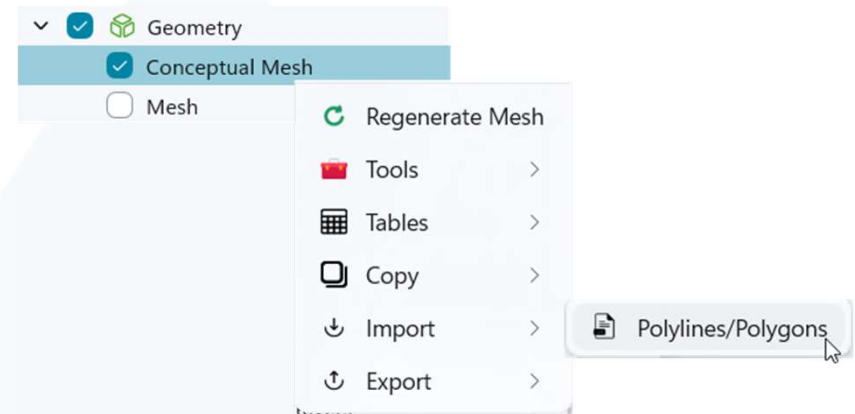 Geometry
Conceptual Mesh
Mesh
Regenerate Mesh
Tools
Tables
Copy
Import
Polylines/Polygons
Export